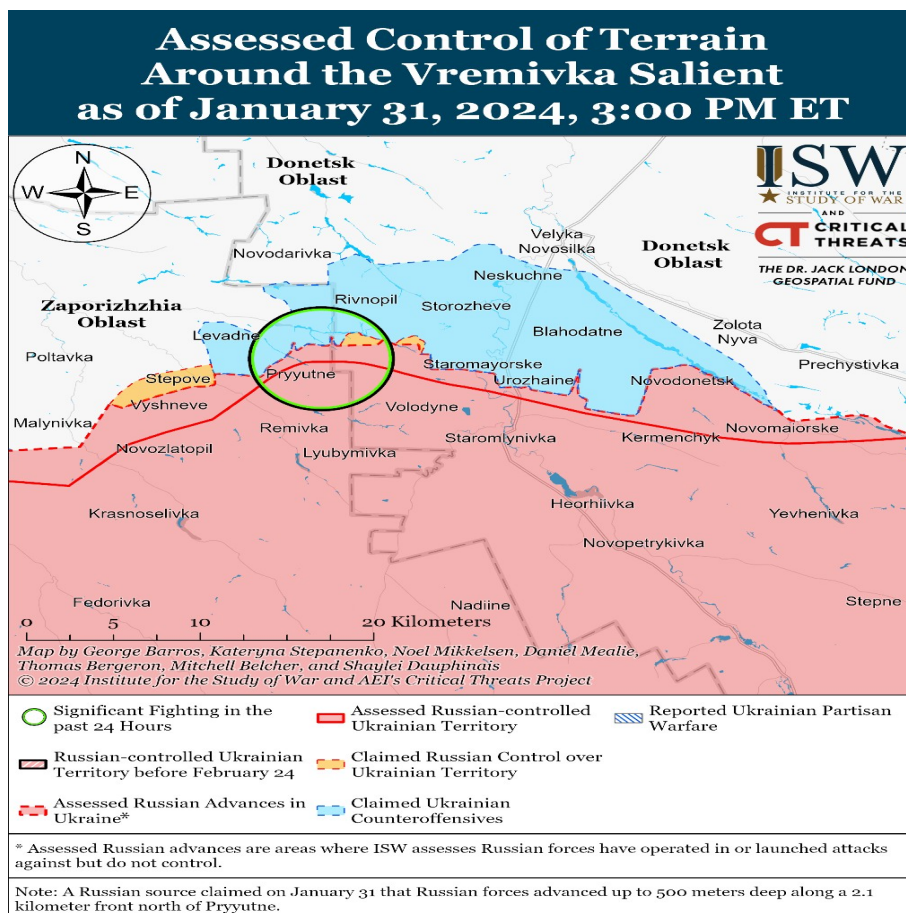 Assessed Control of Terrain
Around the Vremivka Salient
as of January 31, 2024, 3:00 PM ET
N
W E
S
Donetsk
Oblast
ISW
INSTITUTE FOR THE
STUDY OF WAR
AND
CT CRITICAL
THREATS
THE DR. JACK LONDON
GEOSPATIAL FUND
Velyka
Novosilka
Novodarivka
Donetsk
Oblast
Neskuchne
Zaporizhzhia
Oblast
Rivnopil
Storozheve
Levadne
Blahodatne
Zolota
Nyva
Poltavka
Staromayorske
Prechystivka
Stepove
Pryyutne
Urozhaine
Novodonetsk
Vyshneve
Volodyne
Malynivka
Remivka
Novomaiorske
Staromlynivka
Kermenchyk
Novozlatopil
Lyubymivka
Heorhiivka
Krasnoselivka
Yevhenivka
Novopetrykivka
Fedorivka
Nadiine
Stepne
0 5 10 20 Kilometers
Map by George Barros, Kateryna Stepanenko, Noel Mikkelsen, Daniel Mealie,
Thomas Bergeron, Mitchell Belcher, and Shaylei Dauphinais
© 2024 Institute for the Study of War and AEI's Critical Threats Project
Significant Fighting in the
past 24 Hours
Assessed Russian-controlled
Ukrainian Territory
Reported Ukrainian Partisan
Warfare
Russian-controlled Ukrainian
Territory before February 24
Claimed Russian Control over
Ukrainian Territory
Assessed Russian Advances in
Ukraine*
Claimed Ukrainian
Counteroffensives
* Assessed Russian advances are areas where ISW assesses Russian forces have operated in or launched attacks
against but do not control.
Note: A Russian source claimed on January 31 that Russian forces advanced up to 500 meters deep along a 2.1
kilometer front north of Pryyutne.